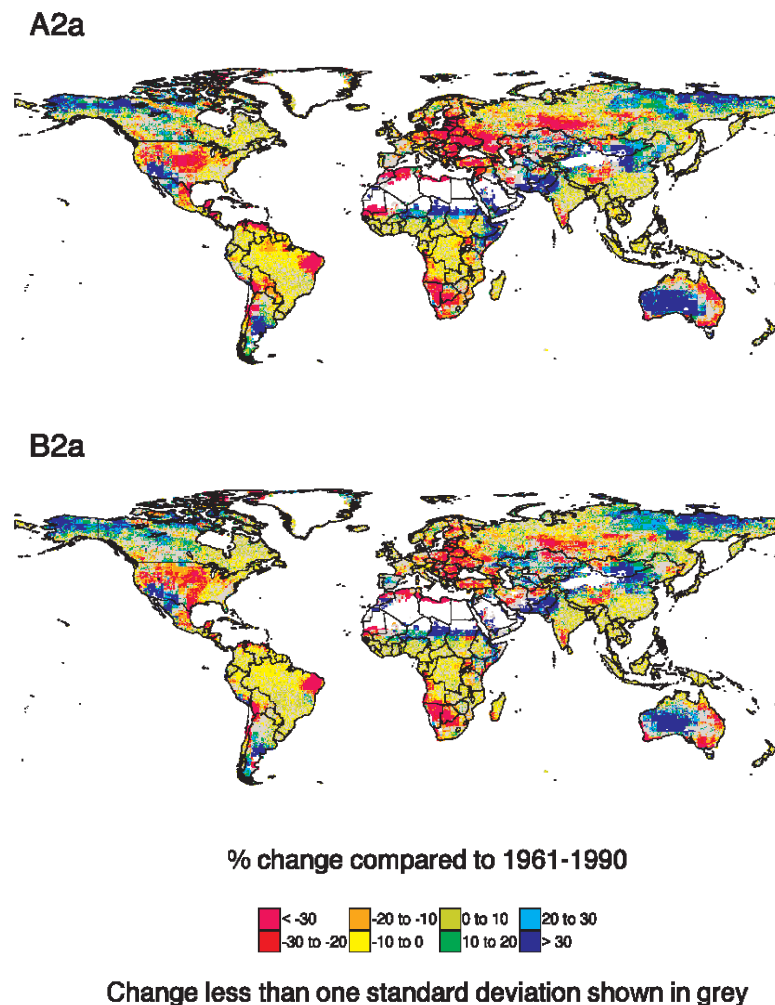 A2a
B2a
% change compared to 1961-1990
< -30 -20 to -10 0 to 10 20 to 30
-30 to -20 -10 to 0 10 to 20 > 30
Change less than one standard deviation shown in grey